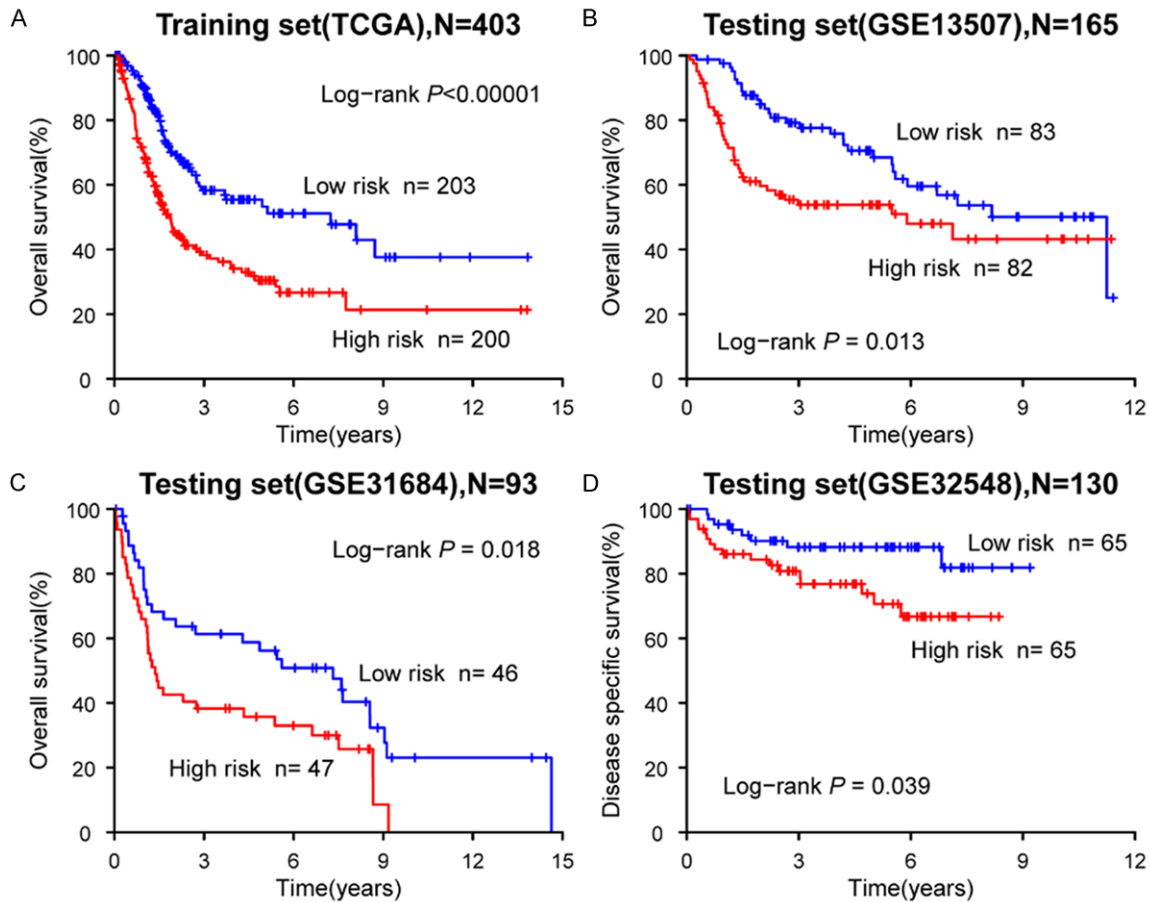 A
Training set(TCGA),N=403
Overall survival(%)
100
80
60
40
20
0
Log−rank P<0.00001
Low risk n= 203
High risk n= 200
0 3 6 9 12 15
Time(years)
B
Testing set(GSE13507),N=165
Overall survival(%)
100
80
60
40
20
0
Low risk n= 83
High risk n= 82
Log−rank P = 0.013
0 3 6 9 12
Time(years)
C
Testing set(GSE31684),N=93
Overall survival(%)
100
80
60
40
20
0
Log−rank P = 0.018
Low risk n= 46
High risk n= 47
0 3 6 9 12 15
Time(years)
D
Testing set(GSE32548),N=130
Disease specific survival(%)
100
80
60
40
20
0
Low risk n= 65
High risk n= 65
Log−rank P = 0.039
0 3 6 9 12
Time(years)